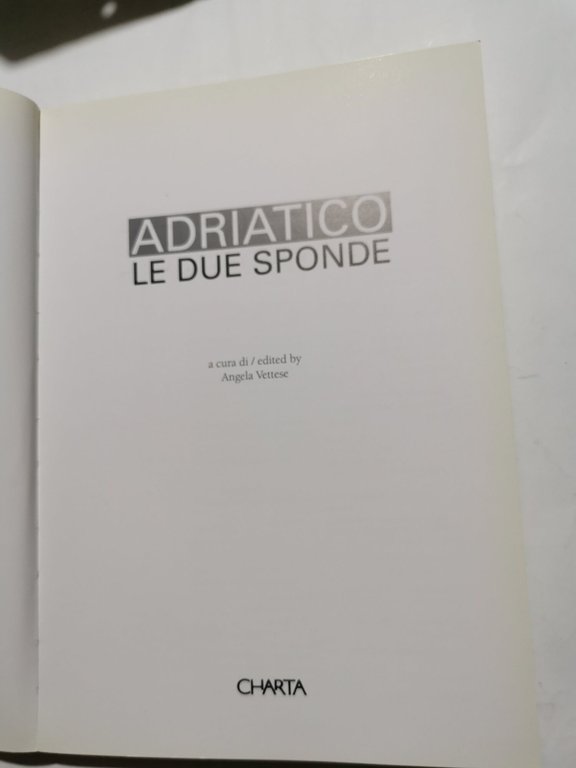 ADRIATICO
LE DUE SPONDE
a cura di / edited by
Angela Vettese
CHARTA